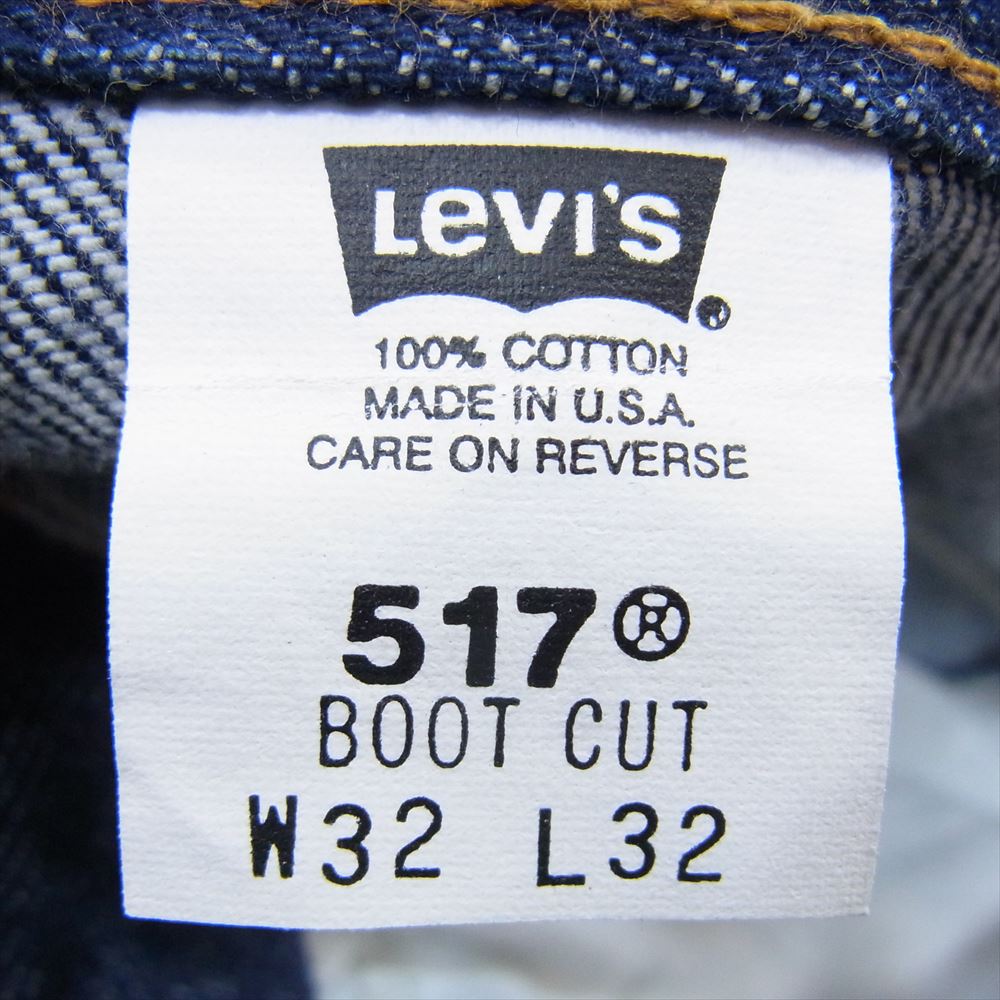 LEVI'S ®
100% COTTON
MADE IN U.S.A.
CARE ON REVERSE
517®
BOOT CUT
W32 L32